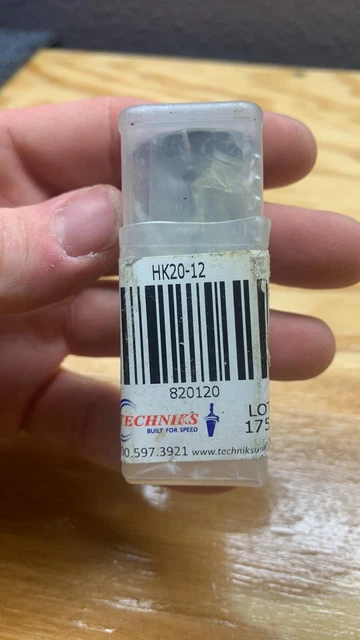 HK20-12
820120
TECHNIKS LOT
BUILT FOR SPEED 175
00.597.3921 www.techniksu